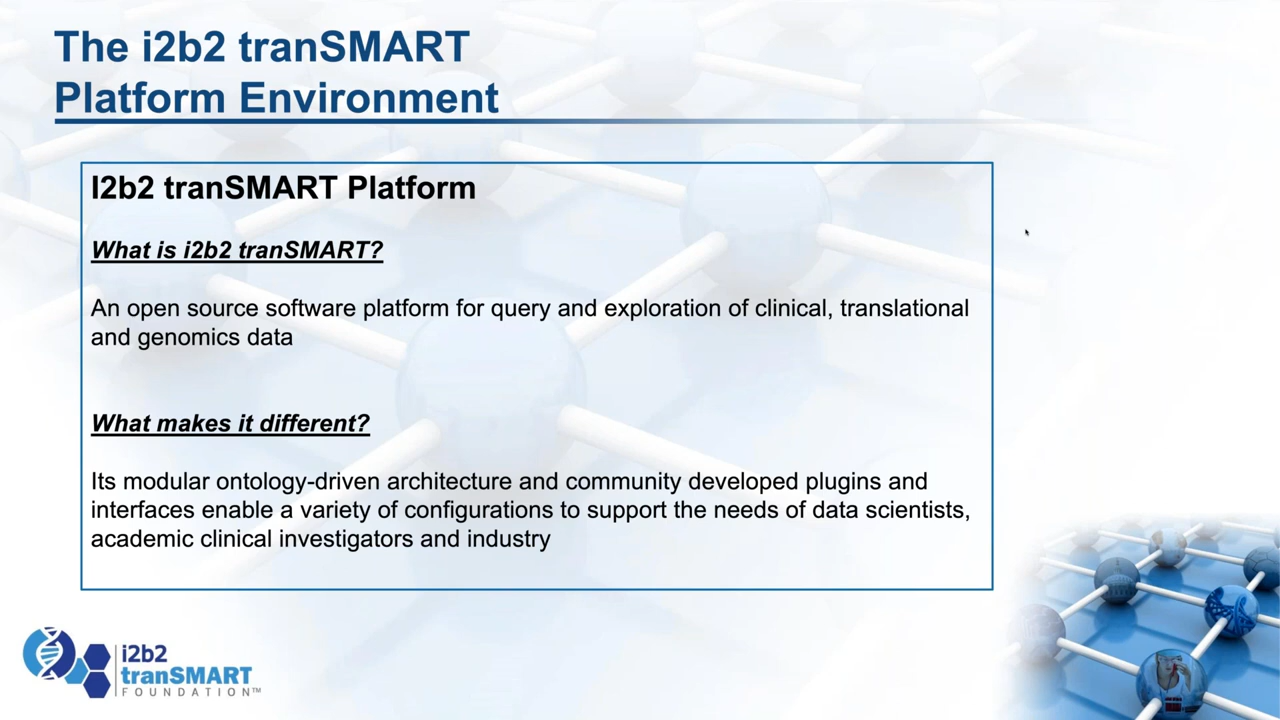 The i2b2 tranSMART
Platform Environment
I2b2 tranSMART Platform
What is i2b2 tranSMART?
An open source software platform for query and exploration of clinical, translational
and genomics data
What makes it different?
Its modular ontology-driven architecture and community developed plugins and
interfaces enable a variety of configurations to support the needs of data scientists,
academic clinical investigators and industry
i2b2
tranSMART
FOUNDATION™